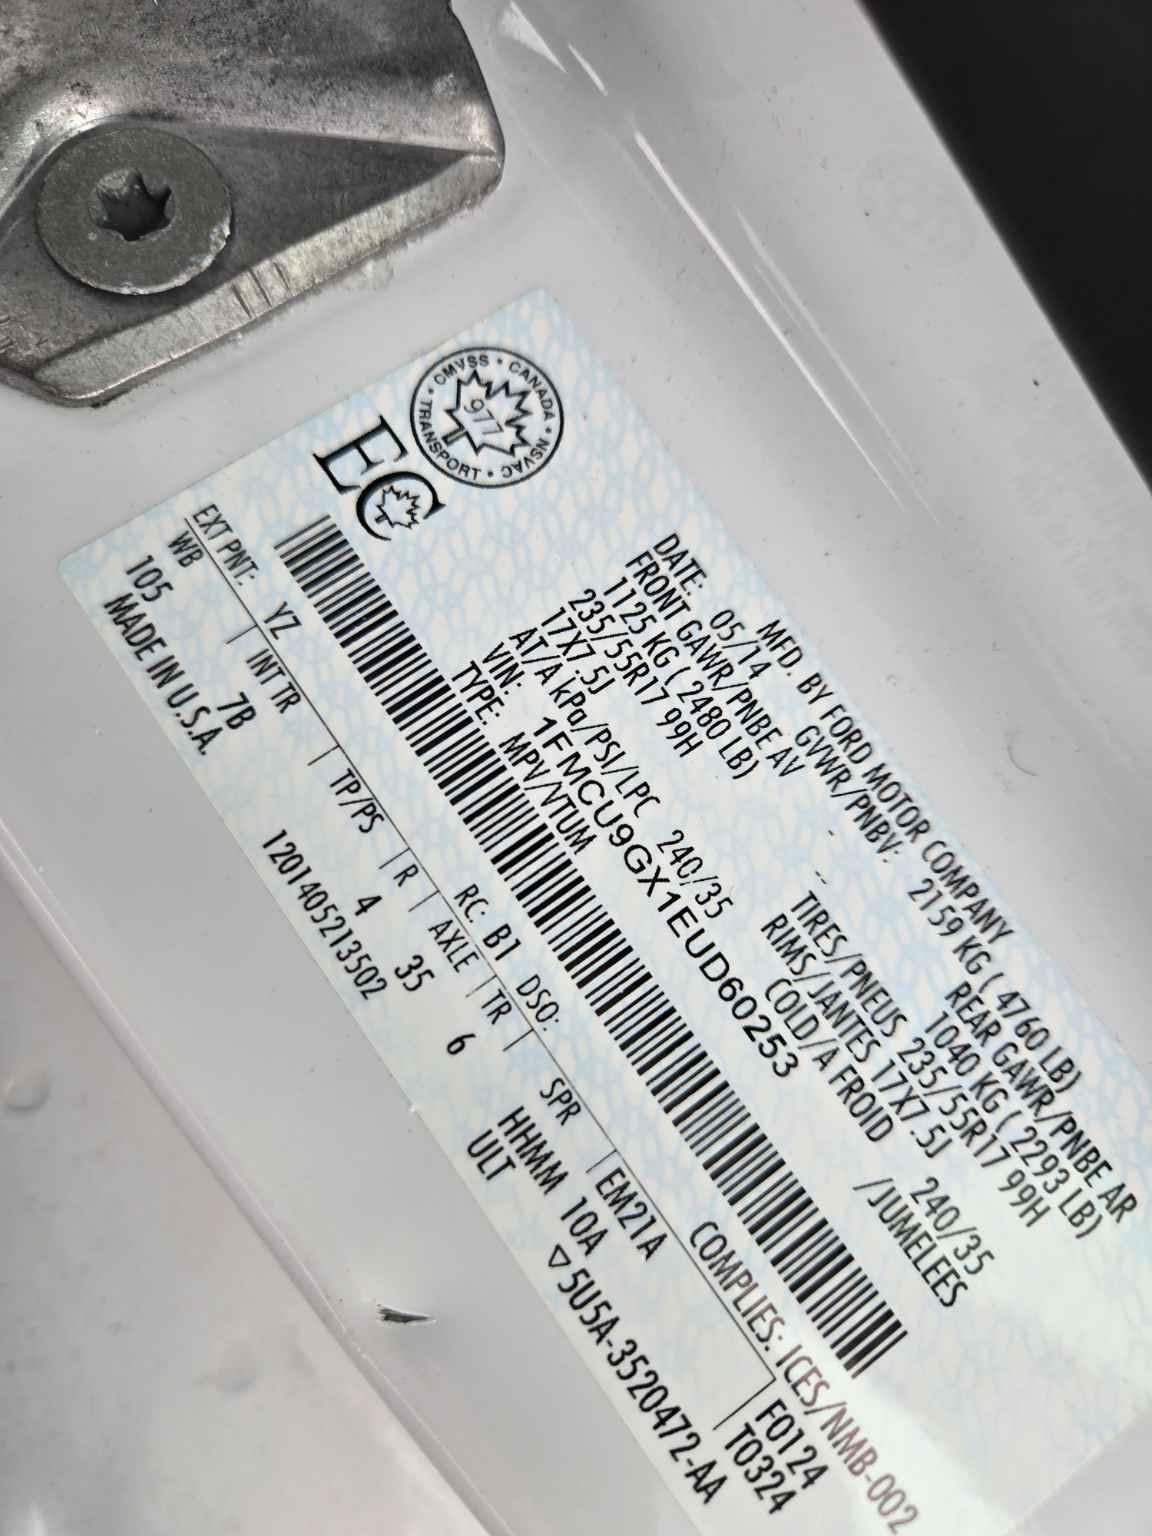 CMVSS • CANADA • NSVAC • TRANSPORT •
977
EC
MFD. BY FORD MOTOR COMPANY
DATE: 05/14 GVWR/PNBV: 2159 KG ( 4760 LB)
FRONT GAWR/PNBE AV REAR GAWR/PNBE AR
1125 KG ( 2480 LB) 1040 KG ( 2293 LB)
235/55R17 99H TIRES/PNEUS 235/55R17 99H
17X7.5J RIMS/JANTES 17X7.5J
AT/A kPa/PSI/LPC 240/35 COLD/A FROID 240/35
VIN: 1FMCU9GX1EUD60253 /JUMELEES
TYPE: MPV/VTUM
EXT PNT: YZ RC: B1 DSO: COMPLIES: ICES/NMB-002
WB INT TR TP/PS R AXLE TR SPR EM21A F0124
105 7B 4 35 6 HHMM 10A T0324
MADE IN U.S.A. ULT
1201405213502 ▽5U5A-3520472-AA